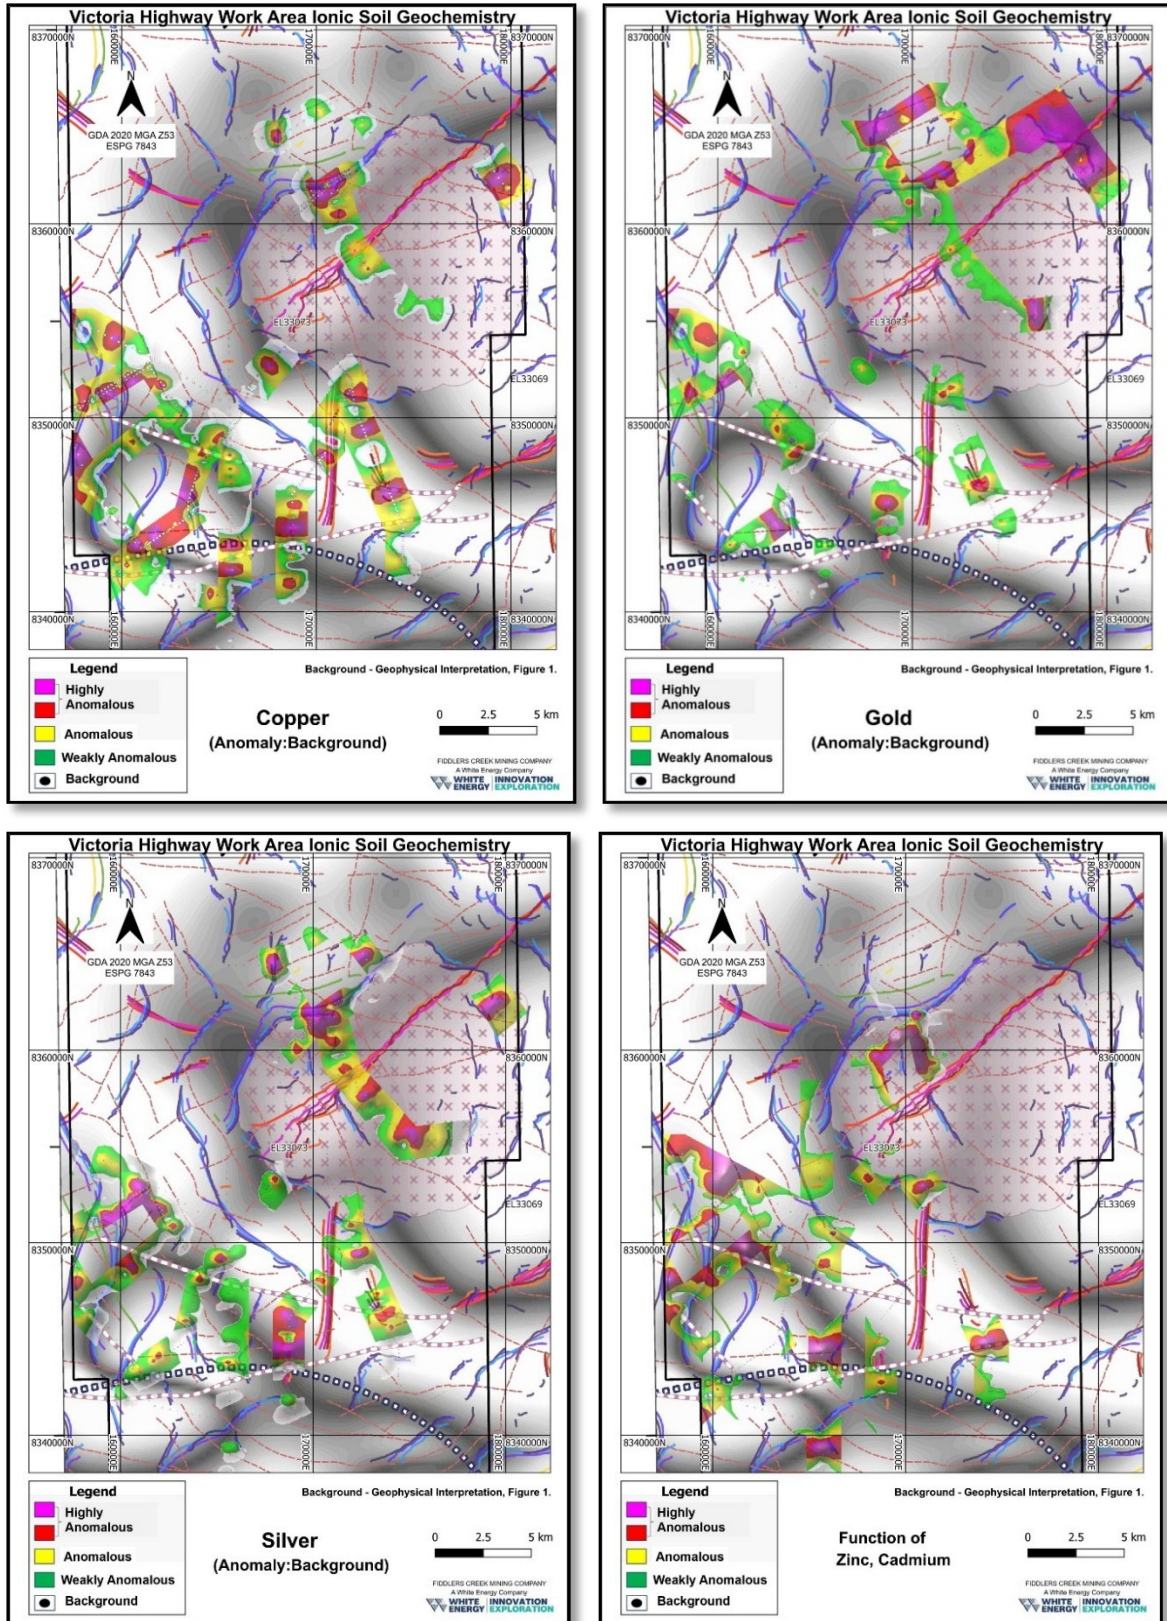 Victoria Highway Work Area Ionic Soil Geochemistry
8370000N
160000E
170000E
180000E
8370000N
N
GDA 2020 MGA Z53
ESPG 7843
8360000N
8360000N
EL33073
EL33069
8350000N
8350000N
8340000N
160000E
170000E
180000E
8340000N
Legend
Highly
Anomalous
Anomalous
Weakly Anomalous
Background
Background - Geophysical Interpretation, Figure 1.
Copper
(Anomaly:Background)
0 2.5 5 km
FIDDLERS CREEK MINING COMPANY
A White Energy Company
WHITE ENERGY INNOVATION EXPLORATION
Victoria Highway Work Area Ionic Soil Geochemistry
8370000N
160000E
170000E
180000E
8370000N
N
GDA 2020 MGA Z53
ESPG 7843
8360000N
8360000N
EL33073
EL33069
8350000N
8350000N
8340000N
160000E
170000E
180000E
8340000N
Legend
Highly
Anomalous
Anomalous
Weakly Anomalous
Background
Background - Geophysical Interpretation, Figure 1.
Gold
(Anomaly:Background)
0 2.5 5 km
FIDDLERS CREEK MINING COMPANY
A White Energy Company
WHITE ENERGY INNOVATION EXPLORATION
Victoria Highway Work Area Ionic Soil Geochemistry
8370000N
160000E
170000E
180000E
8370000N
N
GDA 2020 MGA Z53
ESPG 7843
8360000N
8360000N
EL33073
EL33069
8350000N
8350000N
8340000N
160000E
170000E
180000E
8340000N
Legend
Highly
Anomalous
Anomalous
Weakly Anomalous
Background
Background - Geophysical Interpretation, Figure 1.
Silver
(Anomaly:Background)
0 2.5 5 km
FIDDLERS CREEK MINING COMPANY
A White Energy Company
WHITE ENERGY INNOVATION EXPLORATION
Victoria Highway Work Area Ionic Soil Geochemistry
8370000N
160000E
170000E
180000E
8370000N
N
GDA 2020 MGA Z53
ESPG 7843
8360000N
8360000N
EL33073
EL33069
8350000N
8350000N
8340000N
160000E
170000E
180000E
8340000N
Legend
Highly
Anomalous
Anomalous
Weakly Anomalous
Background
Background - Geophysical Interpretation, Figure 1.
Function of
Zinc, Cadmium
0 2.5 5 km
FIDDLERS CREEK MINING COMPANY
A White Energy Company
WHITE ENERGY INNOVATION EXPLORATION